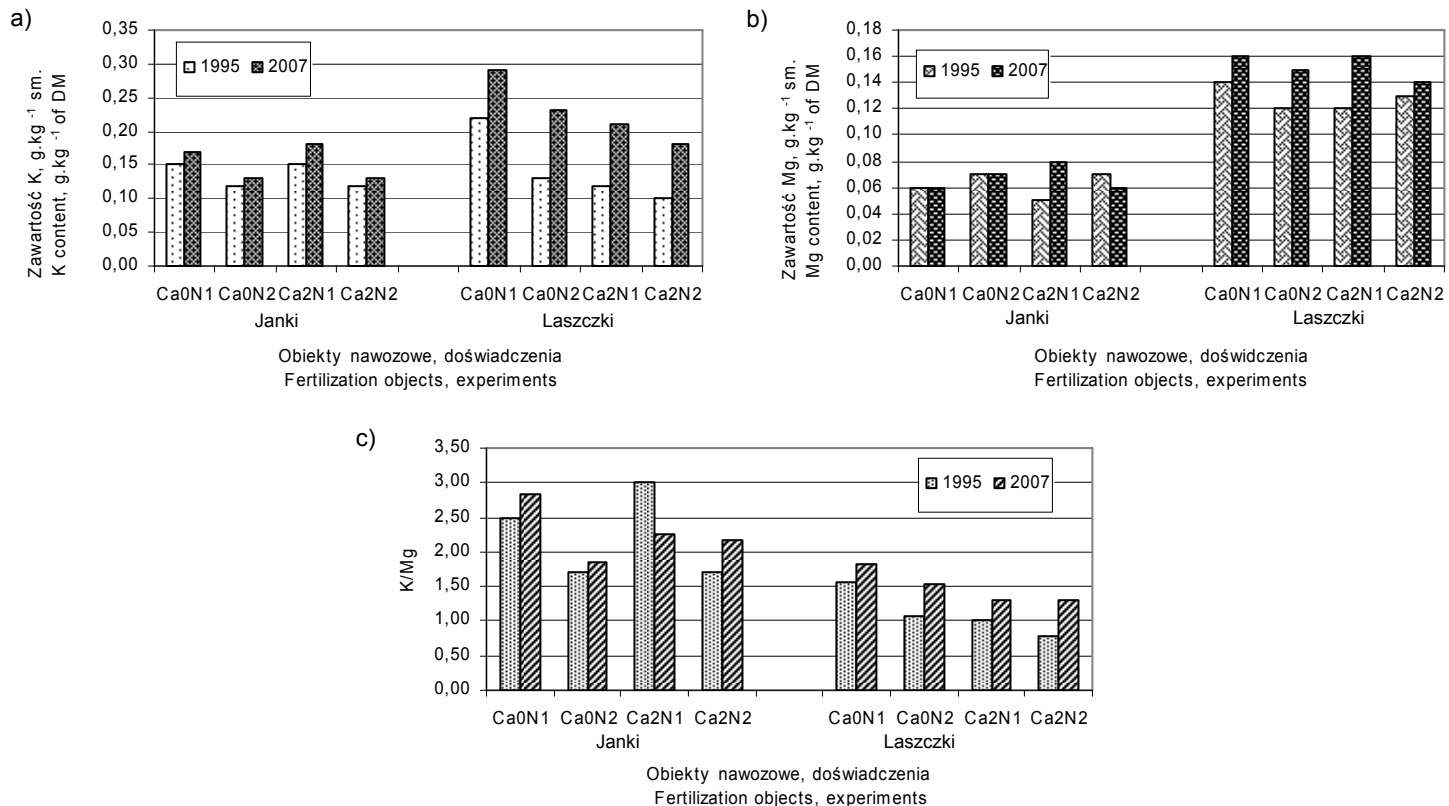 a)
Zawartość K, g.kg -1 sm.
K content, g.kg -1 of DM
0,35
0,30
0,25
0,20
0,15
0,10
0,05
0,00
1995 2007
Ca0N1 Ca0N2 Ca2N1 Ca2N2 Ca0N1 Ca0N2 Ca2N1 Ca2N2
Janki Laszczki
Obiekty nawozowe, doświadczenia
Fertilization objects, experiments
b)
Zawartość Mg, g.kg -1 sm.
Mg content, g.kg -1 of DM
0,18
0,16
0,14
0,12
0,10
0,08
0,06
0,04
0,02
0,00
1995 2007
Ca0N1 Ca0N2 Ca2N1 Ca2N2 Ca0N1 Ca0N2 Ca2N1 Ca2N2
Janki Laszczki
Obiekty nawozowe, doświdczenia
Fertilization objects, experiments
c)
K/Mg
3,50
3,00
2,50
2,00
1,50
1,00
0,50
0,00
1995 2007
Ca0N1 Ca0N2 Ca2N1 Ca2N2 Ca0N1 Ca0N2 Ca2N1 Ca2N2
Janki Laszczki
Obiekty nawozowe, doświadczenia
Fertilization objects, experiments